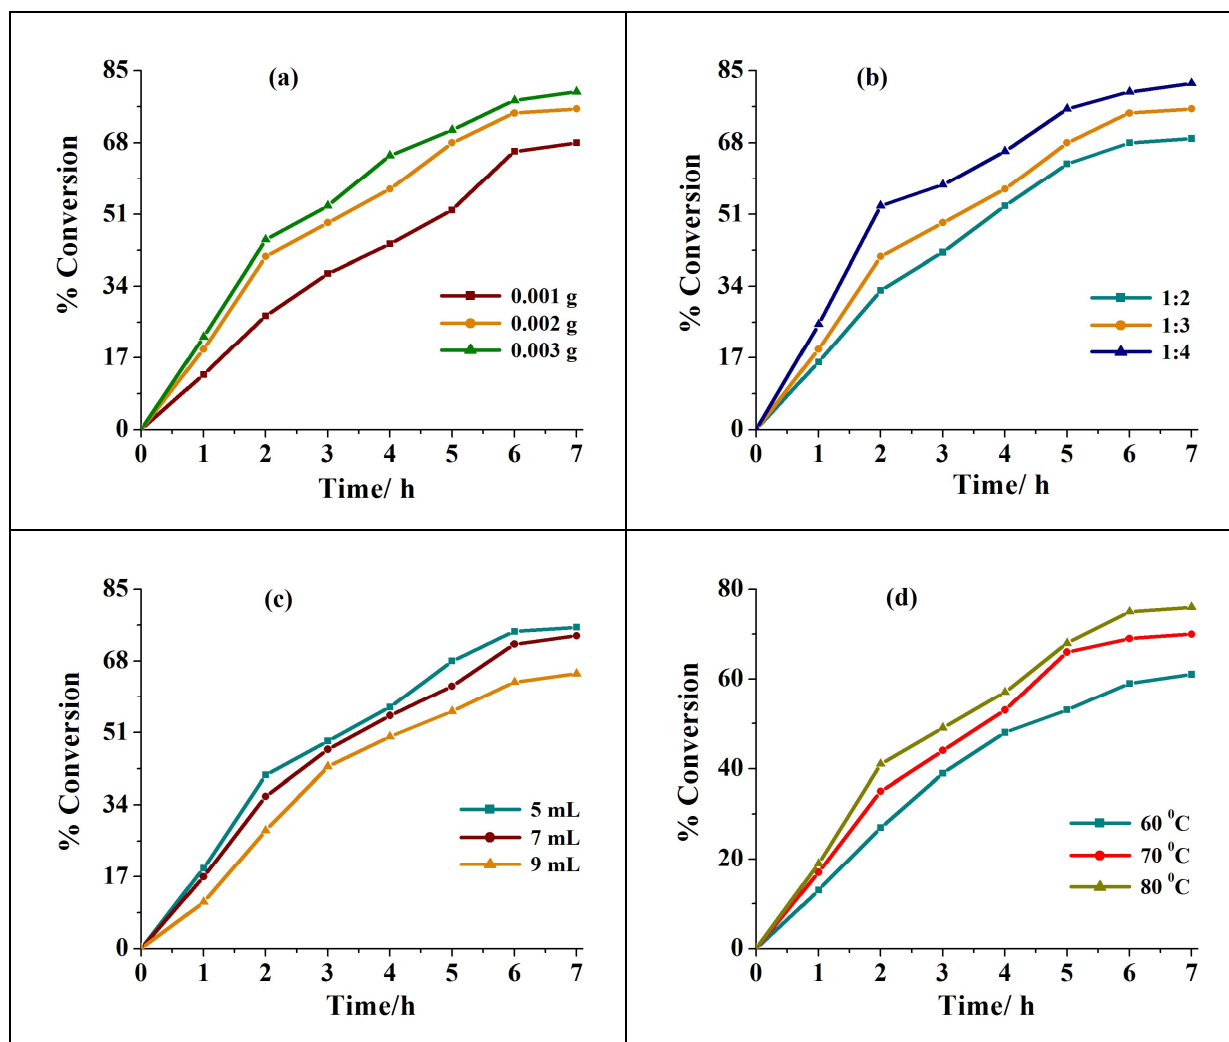 (a)
% Conversion
85
68
51
34
17
0
0.001 g
0.002 g
0.003 g
0 1 2 3 4 5 6 7
Time/ h
(b)
% Conversion
85
68
51
34
17
0
1:2
1:3
1:4
0 1 2 3 4 5 6 7
Time/ h
(c)
% Conversion
85
68
51
34
17
0
5 mL
7 mL
9 mL
0 1 2 3 4 5 6 7
Time/h
(d)
% Conversion
80
60
40
20
0
60 ⁰C
70 ⁰C
80 ⁰C
0 1 2 3 4 5 6 7
Time/ h